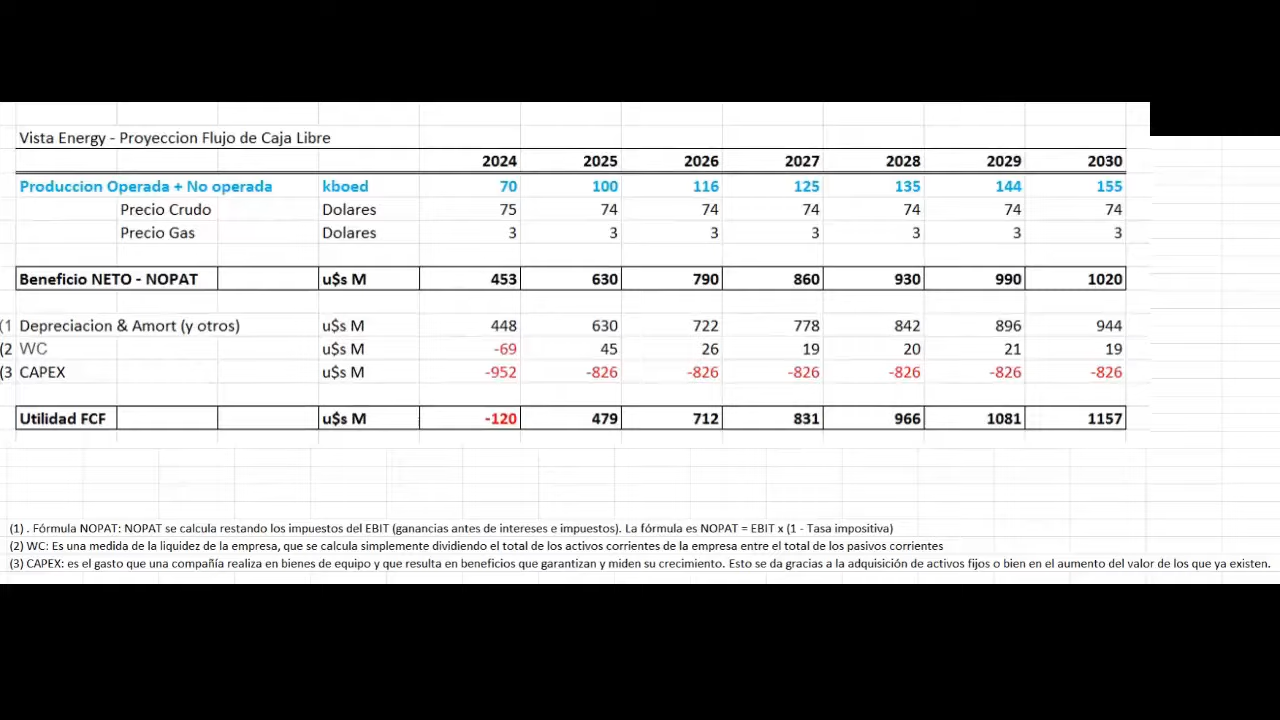 Vista Energy - Proyeccion Flujo de Caja Libre
2024 2025 2026 2027 2028 2029 2030
Produccion Operada + No operada kboed 70 100 116 125 135 144 155
Precio Crudo Dolares 75 74 74 74 74 74 74
Precio Gas Dolares 3 3 3 3 3 3 3
Beneficio NETO - NOPAT u$s M 453 630 790 860 930 990 1020
(1 Depreciacion & Amort (y otros) u$s M 448 630 722 778 842 896 944
(2 WC u$s M -69 45 26 19 20 21 19
(3 CAPEX u$s M -952 -826 -826 -826 -826 -826 -826
Utilidad FCF u$s M -120 479 712 831 966 1081 1157
(1) . Fórmula NOPAT: NOPAT se calcula restando los impuestos del EBIT (ganancias antes de intereses e impuestos). La fórmula es NOPAT = EBIT x (1 - Tasa impositiva)
(2) WC: Es una medida de la liquidez de la empresa, que se calcula simplemente dividiendo el total de los activos corrientes de la empresa entre el total de los pasivos corrientes
(3) CAPEX: es el gasto que una compañía realiza en bienes de equipo y que resulta en beneficios que garantizan y miden su crecimiento. Esto se da gracias a la adquisición de activos fijos o bien en el aumento del valor de los que ya existen.